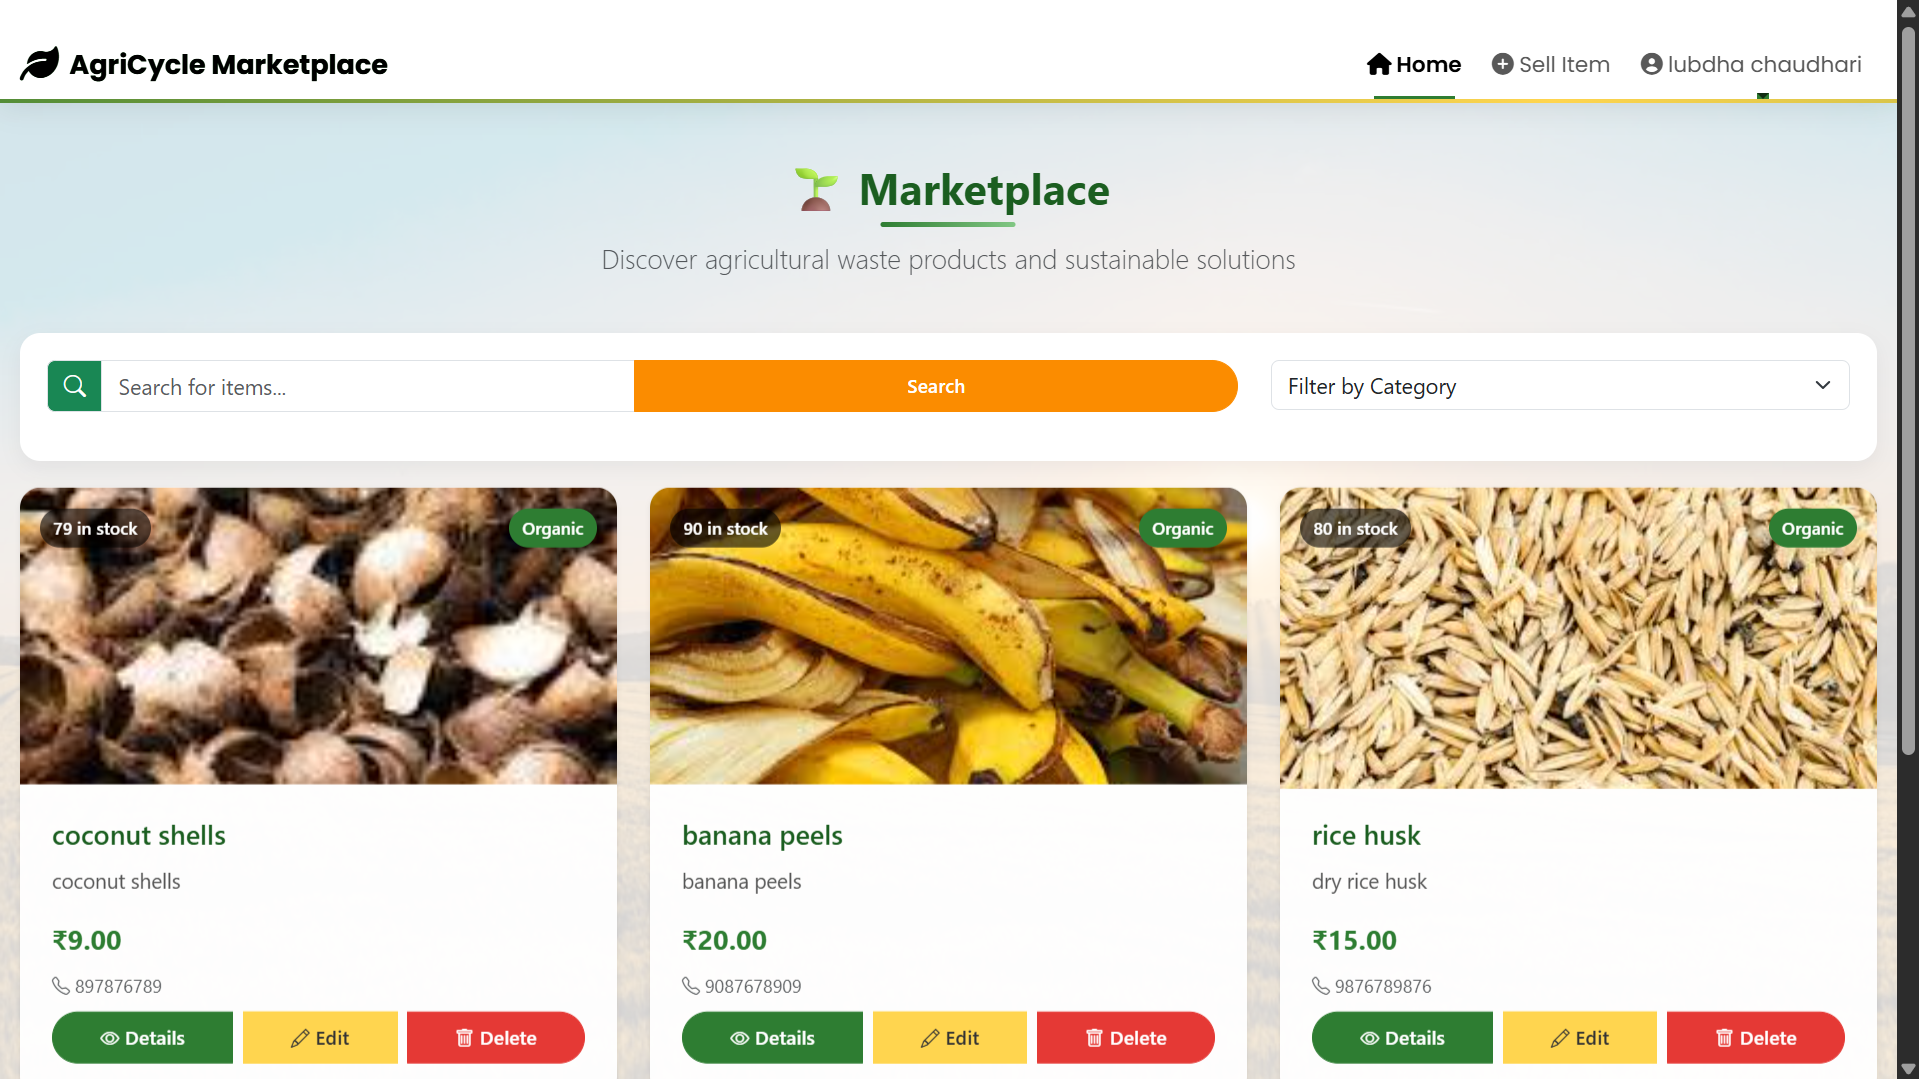 AgriCycle Marketplace
Home
Sell Item
lubdha chaudhari
Marketplace
Discover agricultural waste products and sustainable solutions
Search for items...
Search
Filter by Category
79 in stock
Organic
90 in stock
Organic
80 in stock
Organic
coconut shells
coconut shells
₹9.00
897876789
Details
Edit
Delete
banana peels
banana peels
₹20.00
9087678909
Details
Edit
Delete
rice husk
dry rice husk
₹15.00
9876789876
Details
Edit
Delete